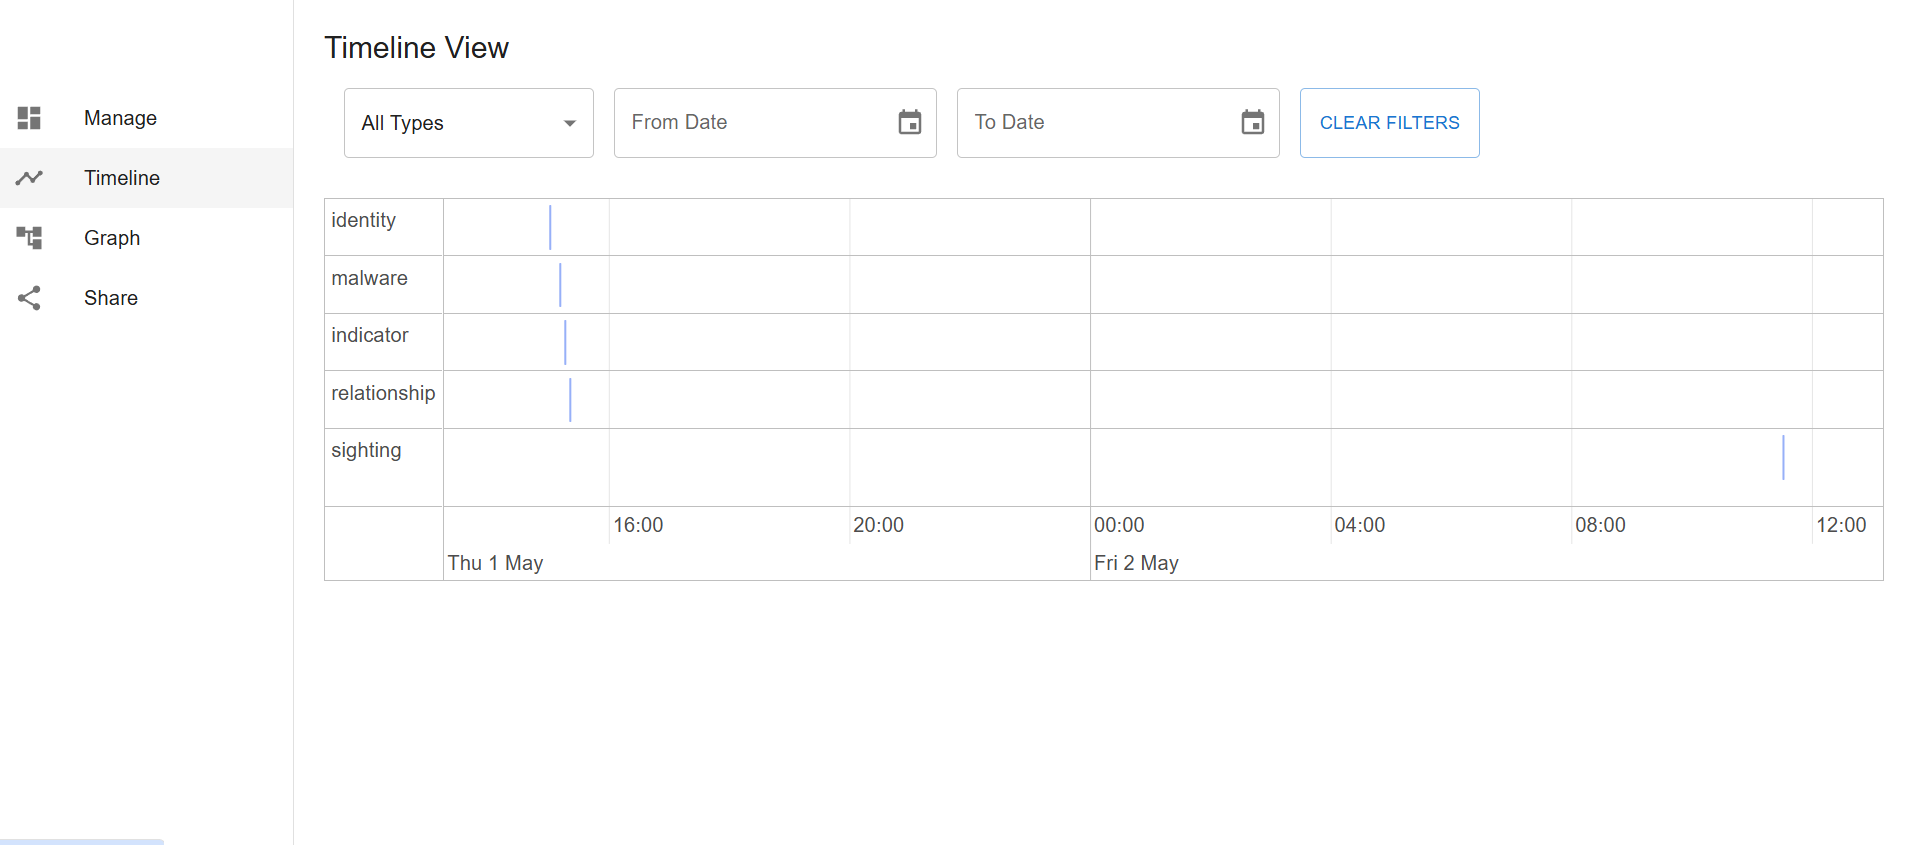 Timeline View
Manage
Timeline
Graph
Share
All Types
From Date
To Date
CLEAR FILTERS
identity
malware
indicator
relationship
sighting
16:00 20:00 00:00 04:00 08:00 12:00
Thu 1 May Fri 2 May